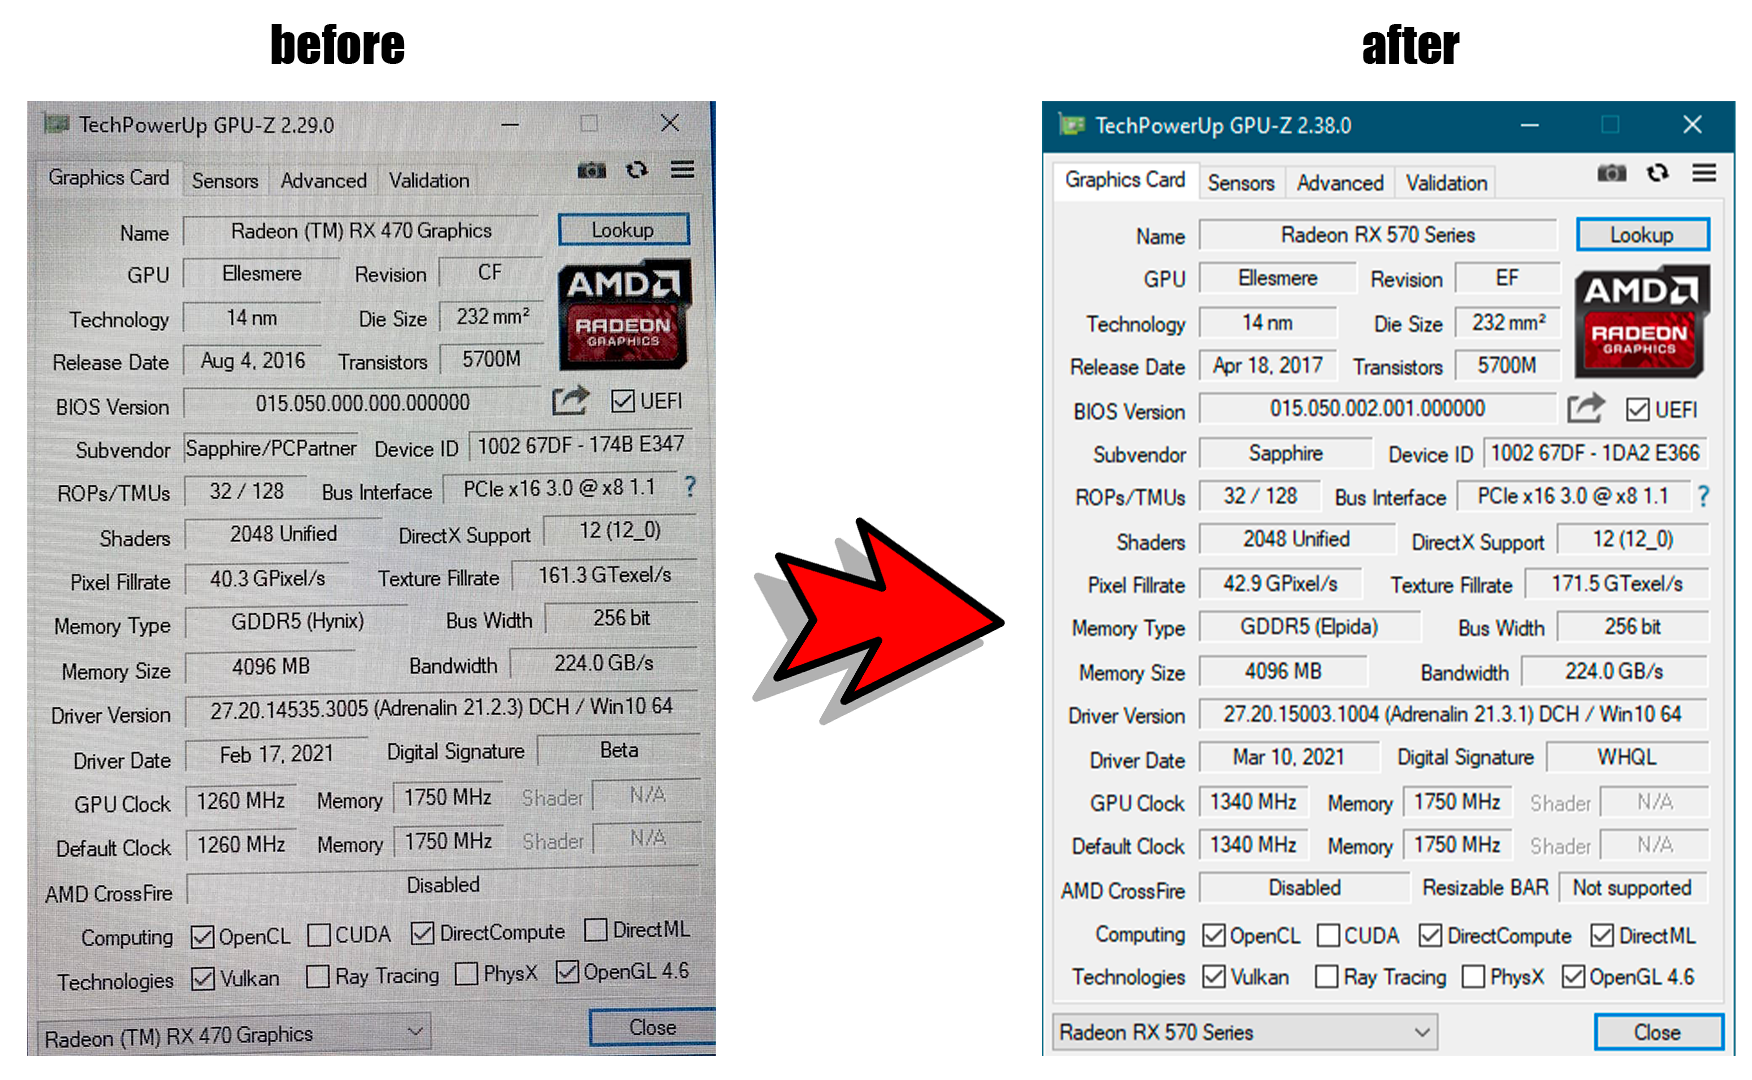 before
TechPowerUp GPU-Z 2.29.0
Graphics Card Sensors Advanced Validation
Name Radeon (TM) RX 470 Graphics Lookup
GPU Ellesmere Revision CF
AMD
RADEON
GRAPHICS
Technology 14 nm Die Size 232 mm²
Release Date Aug 4, 2016 Transistors 5700M
BIOS Version 015.050.000.000.000000 UEFI
Subvendor Sapphire/PCPartner Device ID 1002 67DF - 174B E347
ROPs/TMUs 32 / 128 Bus Interface PCIe x16 3.0 @ x8 1.1 ?
Shaders 2048 Unified DirectX Support 12 (12_0)
Pixel Fillrate 40.3 GPixel/s Texture Fillrate 161.3 GTexel/s
Memory Type GDDR5 (Hynix) Bus Width 256 bit
Memory Size 4096 MB Bandwidth 224.0 GB/s
Driver Version 27.20.14535.3005 (Adrenalin 21.2.3) DCH / Win10 64
Driver Date Feb 17, 2021 Digital Signature Beta
GPU Clock 1260 MHz Memory 1750 MHz Shader N/A
Default Clock 1260 MHz Memory 1750 MHz Shader N/A
AMD CrossFire Disabled
Computing OpenCL CUDA DirectCompute DirectML
Technologies Vulkan Ray Tracing PhysX OpenGL 4.6
Radeon (TM) RX 470 Graphics Close
after
TechPowerUp GPU-Z 2.38.0
Graphics Card Sensors Advanced Validation
Name Radeon RX 570 Series Lookup
GPU Ellesmere Revision EF
AMD
RADEON
GRAPHICS
Technology 14 nm Die Size 232 mm²
Release Date Apr 18, 2017 Transistors 5700M
BIOS Version 015.050.002.001.000000 UEFI
Subvendor Sapphire Device ID 1002 67DF - 1DA2 E366
ROPs/TMUs 32 / 128 Bus Interface PCIe x16 3.0 @ x8 1.1 ?
Shaders 2048 Unified DirectX Support 12 (12_0)
Pixel Fillrate 42.9 GPixel/s Texture Fillrate 171.5 GTexel/s
Memory Type GDDR5 (Elpida) Bus Width 256 bit
Memory Size 4096 MB Bandwidth 224.0 GB/s
Driver Version 27.20.15003.1004 (Adrenalin 21.3.1) DCH / Win10 64
Driver Date Mar 10, 2021 Digital Signature WHQL
GPU Clock 1340 MHz Memory 1750 MHz Shader N/A
Default Clock 1340 MHz Memory 1750 MHz Shader N/A
AMD CrossFire Disabled Resizable BAR Not supported
Computing OpenCL CUDA DirectCompute DirectML
Technologies Vulkan Ray Tracing PhysX OpenGL 4.6
Radeon RX 570 Series Close